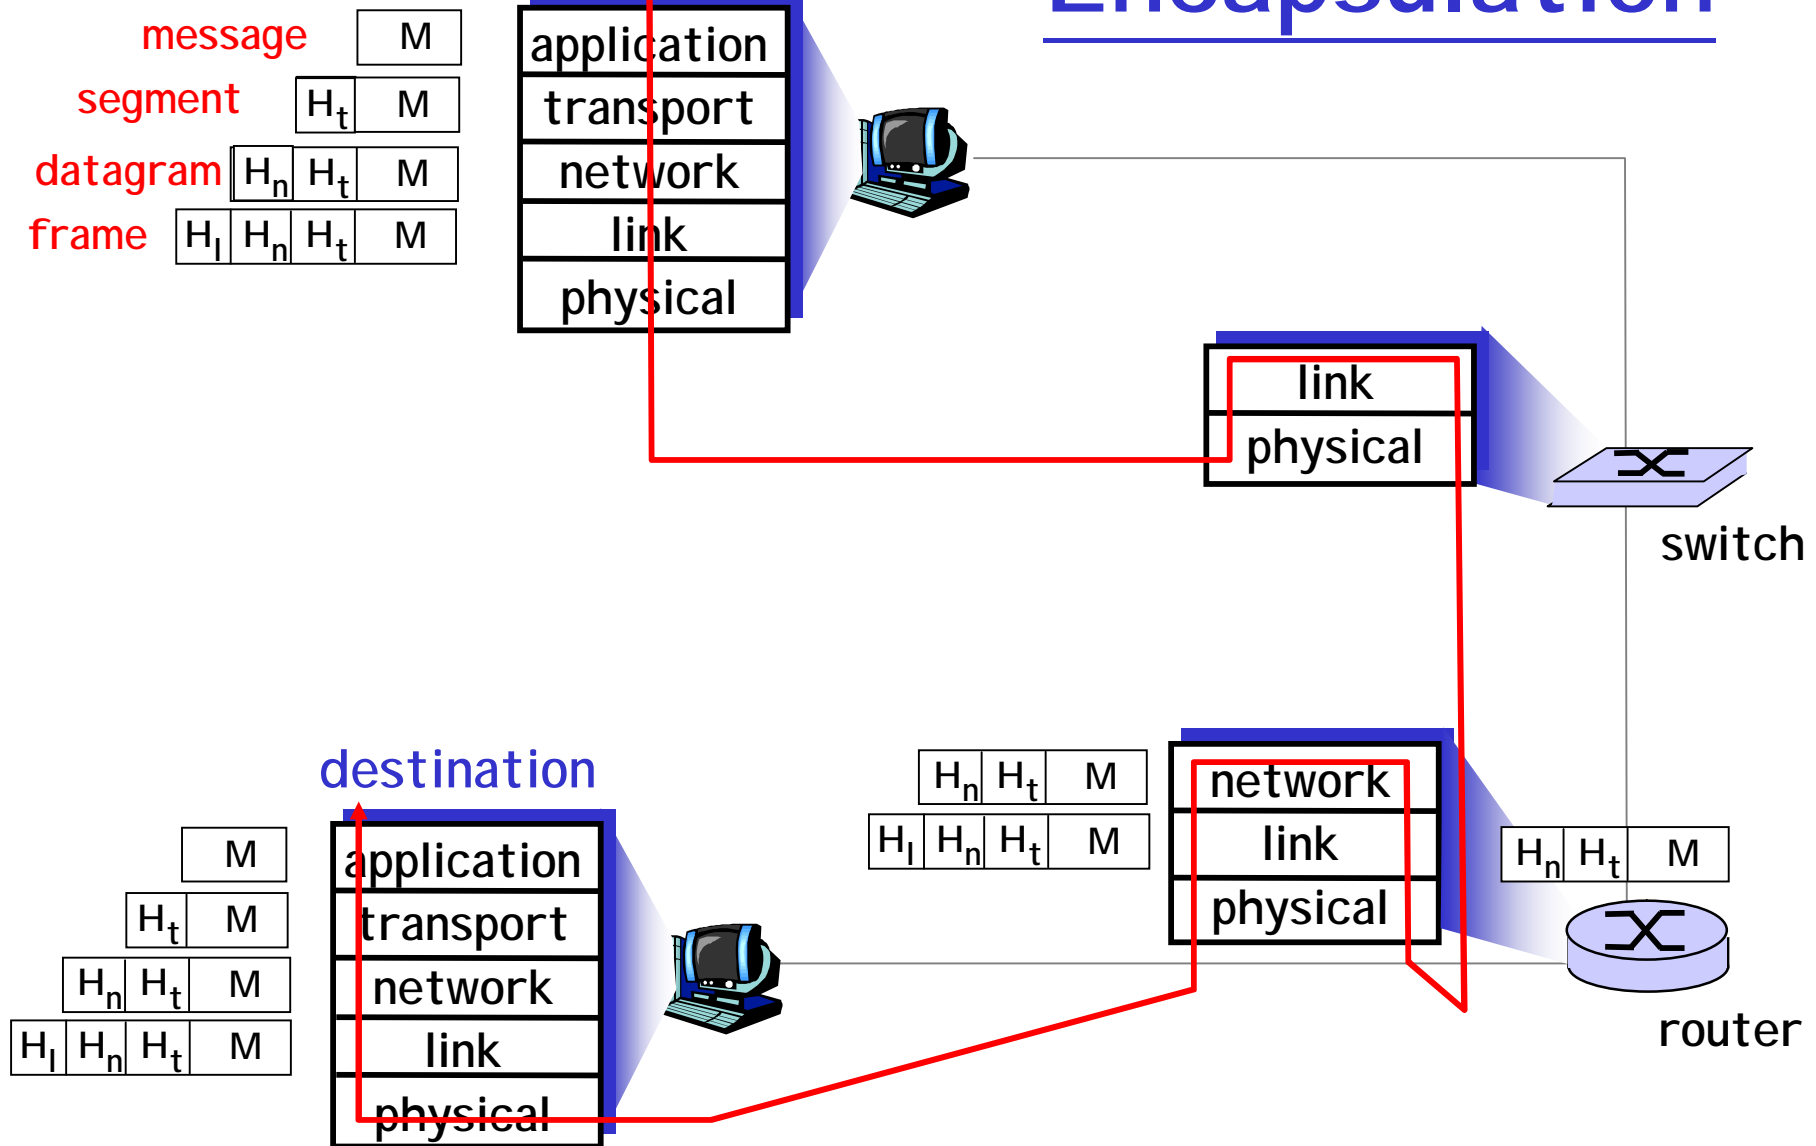 Encapsulation
message M
application
segment Ht M
transport
datagram Hn Ht M
network
frame Hl Hn Ht M
link
physical
link
physical
switch
destination
Hn Ht M
network
Hl Hn Ht M
link
Hn Ht M
physical
router
M
application
Ht M
transport
Hn Ht M
network
Hl Hn Ht M
link
physical